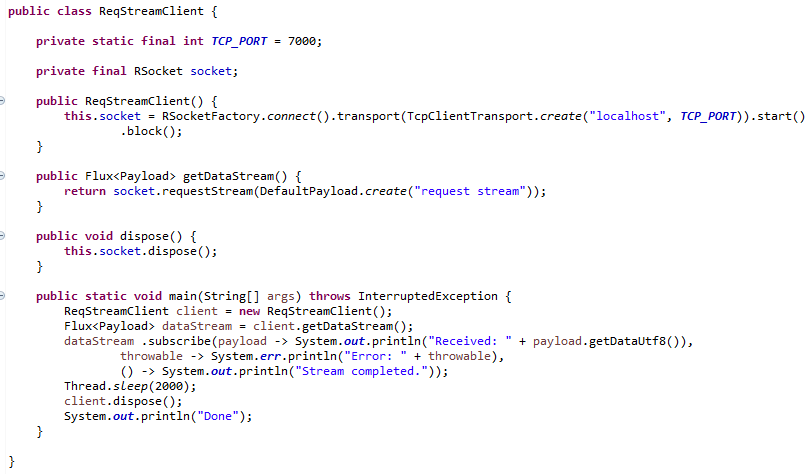 public class ReqStreamClient {
private static final int TCP_PORT = 7000;
private final RSocket socket;
public ReqStreamClient() {
this.socket = RSocketFactory.connect().transport(TcpClientTransport.create("localhost", TCP_PORT)).start()
.block();
}
public Flux<Payload> getDataStream() {
return socket.requestStream(DefaultPayload.create("request stream"));
}
public void dispose() {
this.socket.dispose();
}
public static void main(String[] args) throws InterruptedException {
ReqStreamClient client = new ReqStreamClient();
Flux<Payload> dataStream = client.getDataStream();
dataStream .subscribe(payload -> System.out.println("Received: " + payload.getDataUtf8()),
throwable -> System.err.println("Error: " + throwable),
() -> System.out.println("Stream completed."));
Thread.sleep(2000);
client.dispose();
System.out.println("Done");
}
}